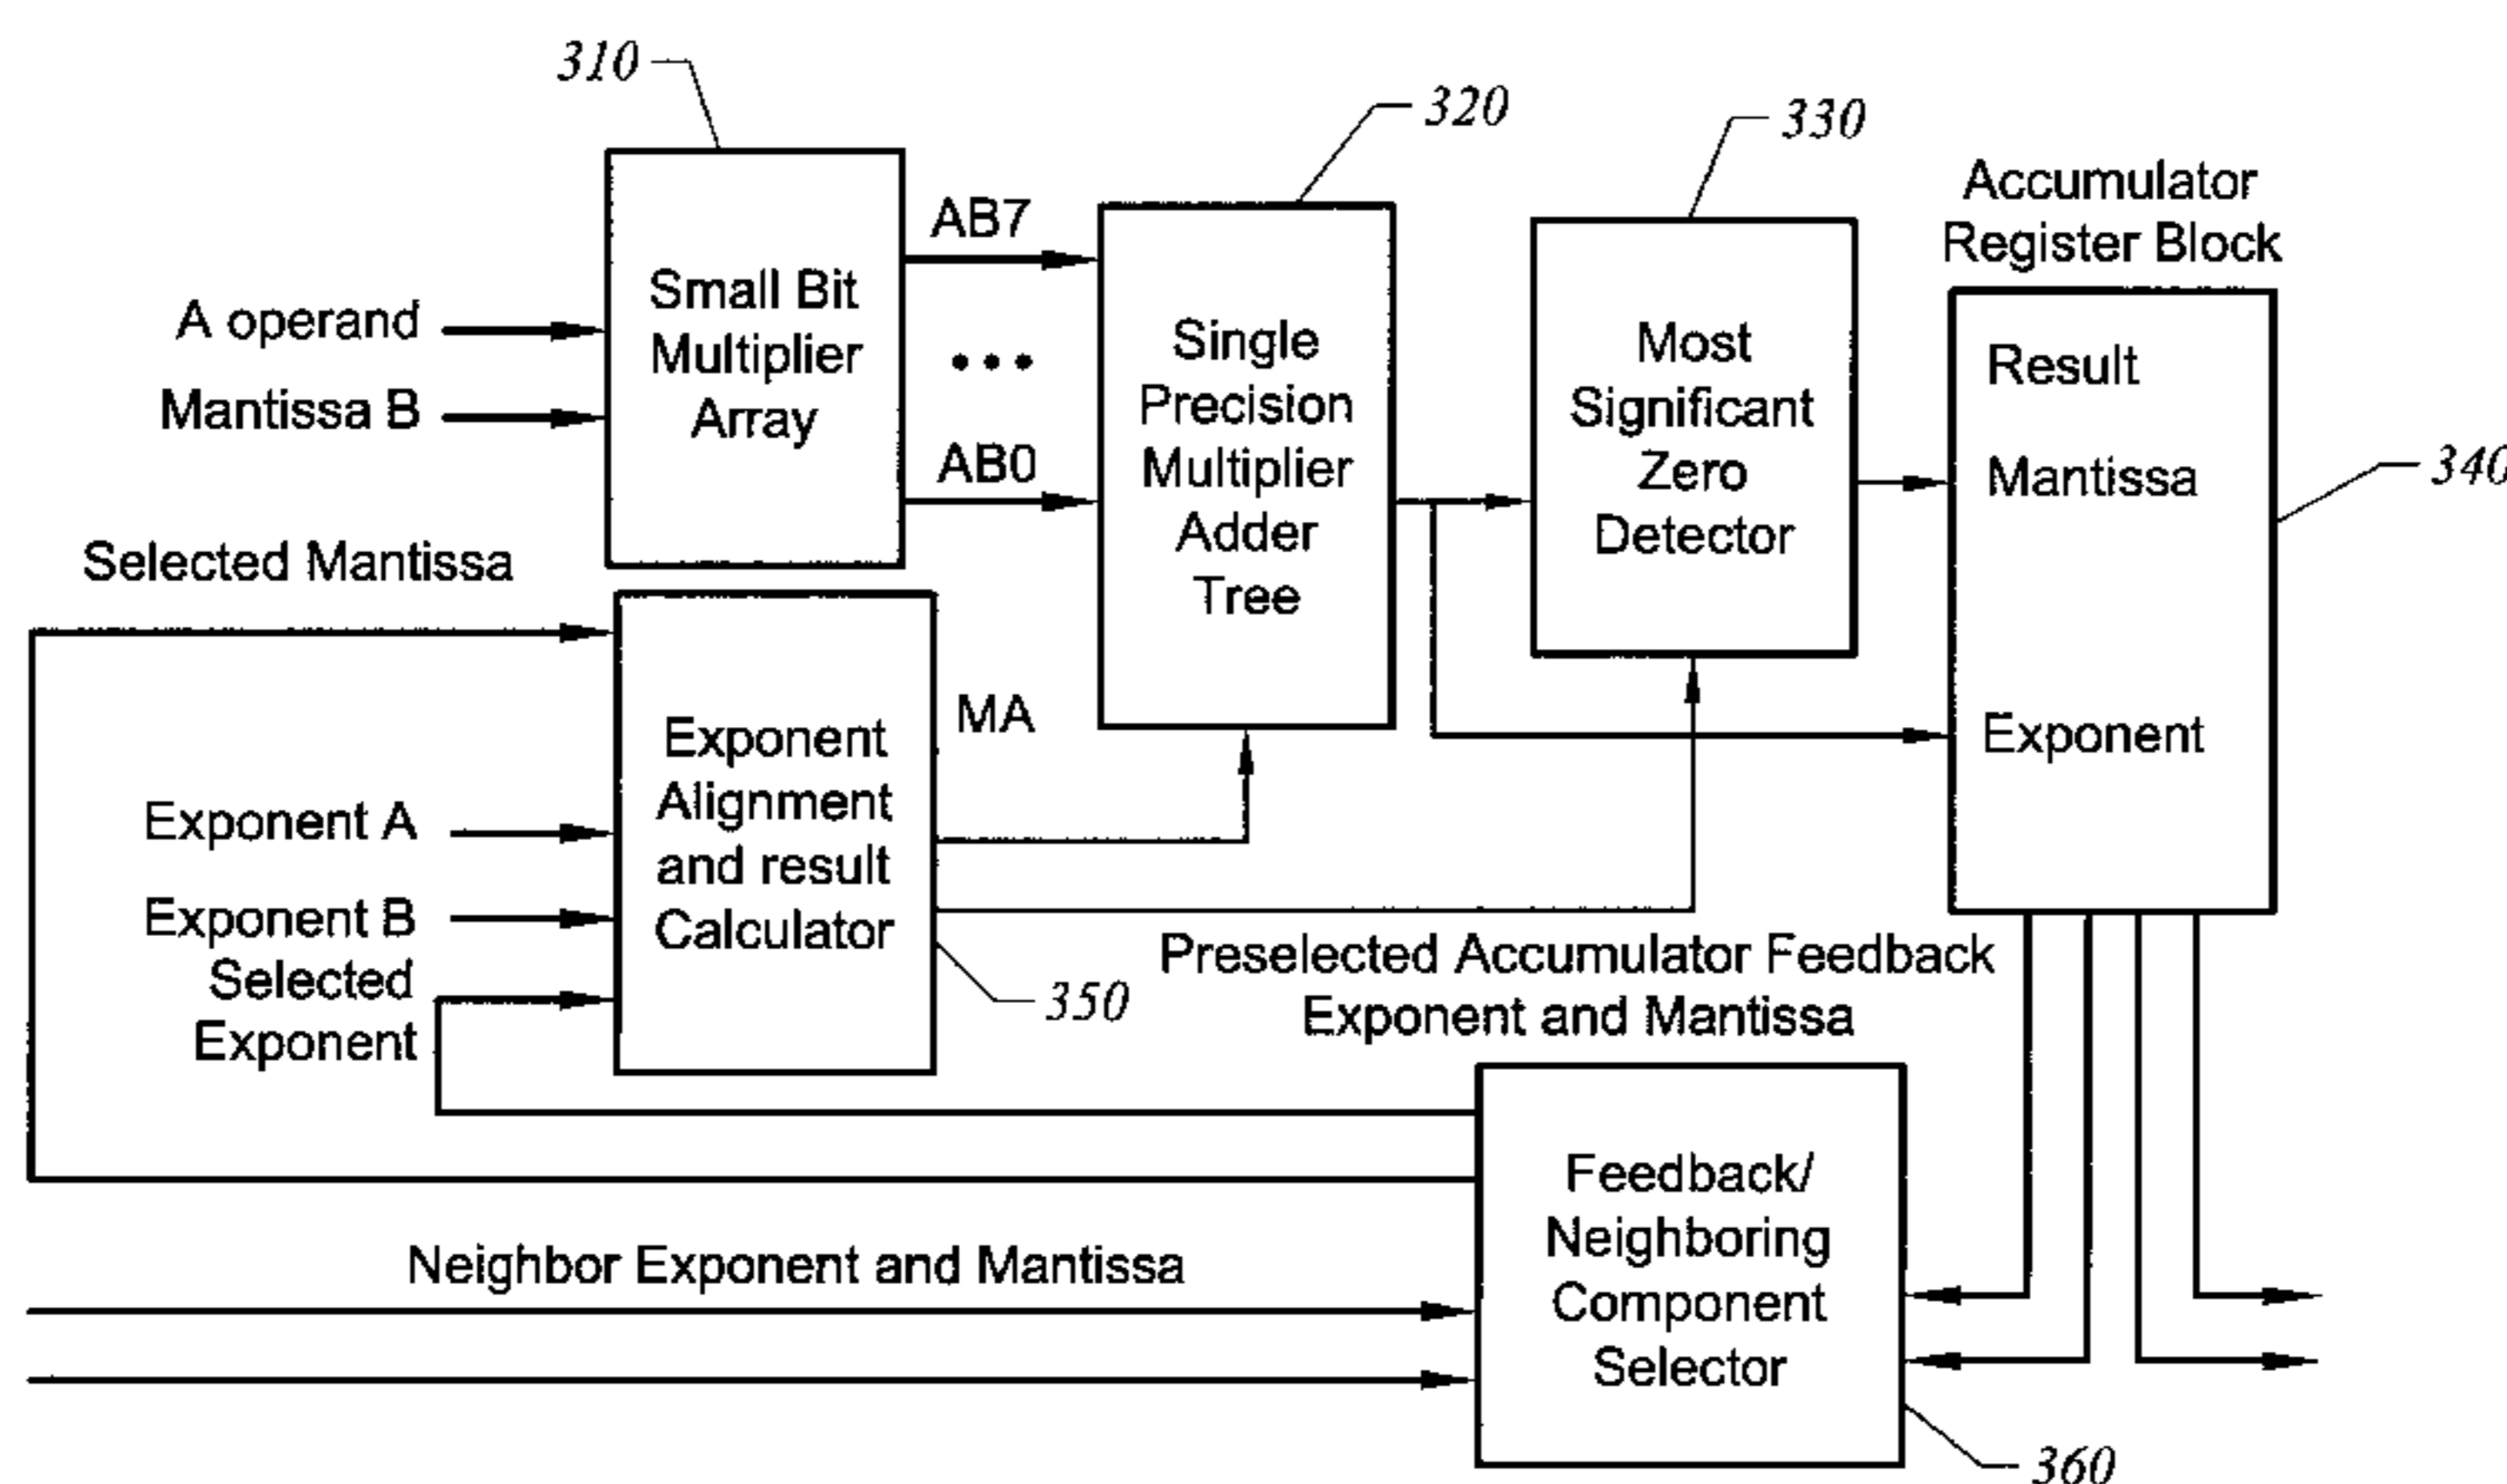 310
320
330
Accumulator
Register Block
AB7
A operand
Mantissa B
Small Bit
Multiplier
Array
• • •
AB0
Single
Precision
Multiplier
Adder
Tree
Most
Significant
Zero
Detector
Result
Mantissa
Exponent
340
Selected Mantissa
MA
Exponent A
Exponent B
Selected
Exponent
Exponent
Alignment
and result
Calculator
350
Preselected Accumulator Feedback
Exponent and Mantissa
Neighbor Exponent and Mantissa
Feedback/
Neighboring
Component
Selector
360